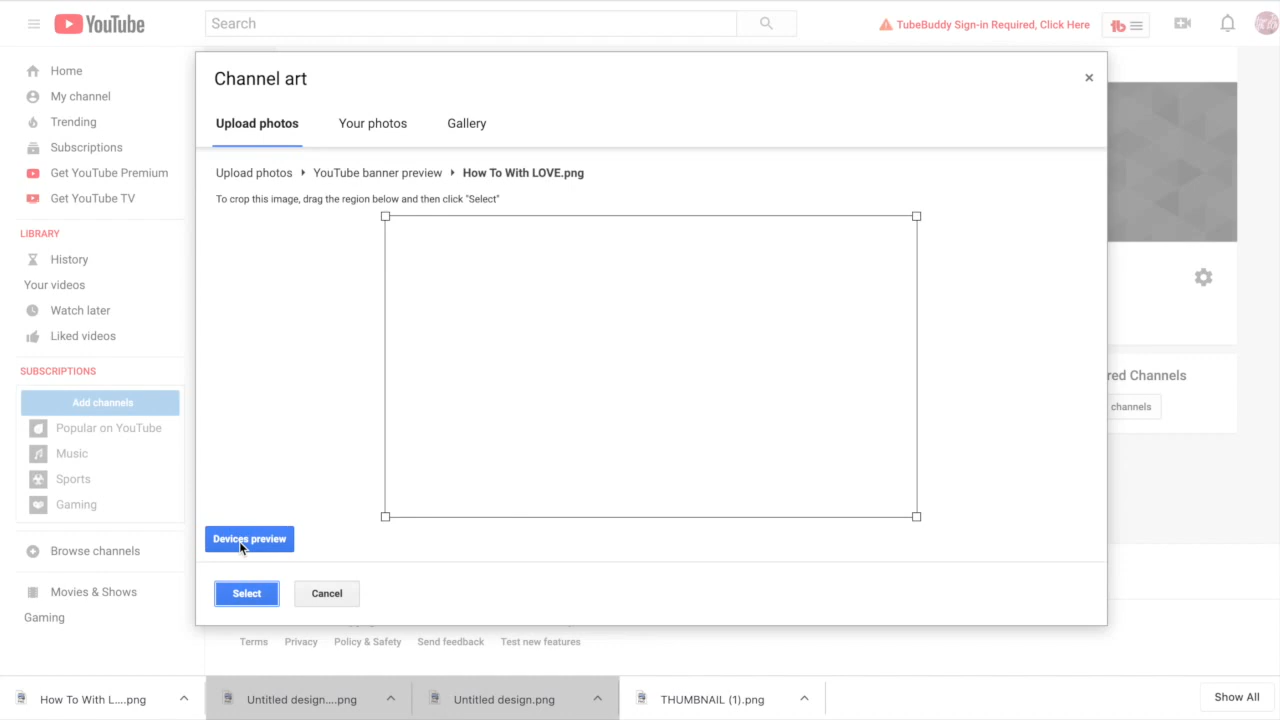 YouTube
Search
TubeBuddy Sign-in Required, Click Here
tb
Home
My channel
Trending
Subscriptions
Get YouTube Premium
Get YouTube TV
LIBRARY
History
Your videos
Watch later
Liked videos
SUBSCRIPTIONS
Add channels
Popular on YouTube
Music
Sports
Gaming
Browse channels
Movies & Shows
Gaming
Channel art
×
Upload photos
Your photos
Gallery
Upload photos
YouTube banner preview
How To With LOVE.png
To crop this image, drag the region below and then click "Select"
Devices preview
Select
Cancel
red Channels
channels
Terms
Privacy
Policy & Safety
Send feedback
Test new features
How To With L....png
Untitled design....png
Untitled design.png
THUMBNAIL (1).png
Show All